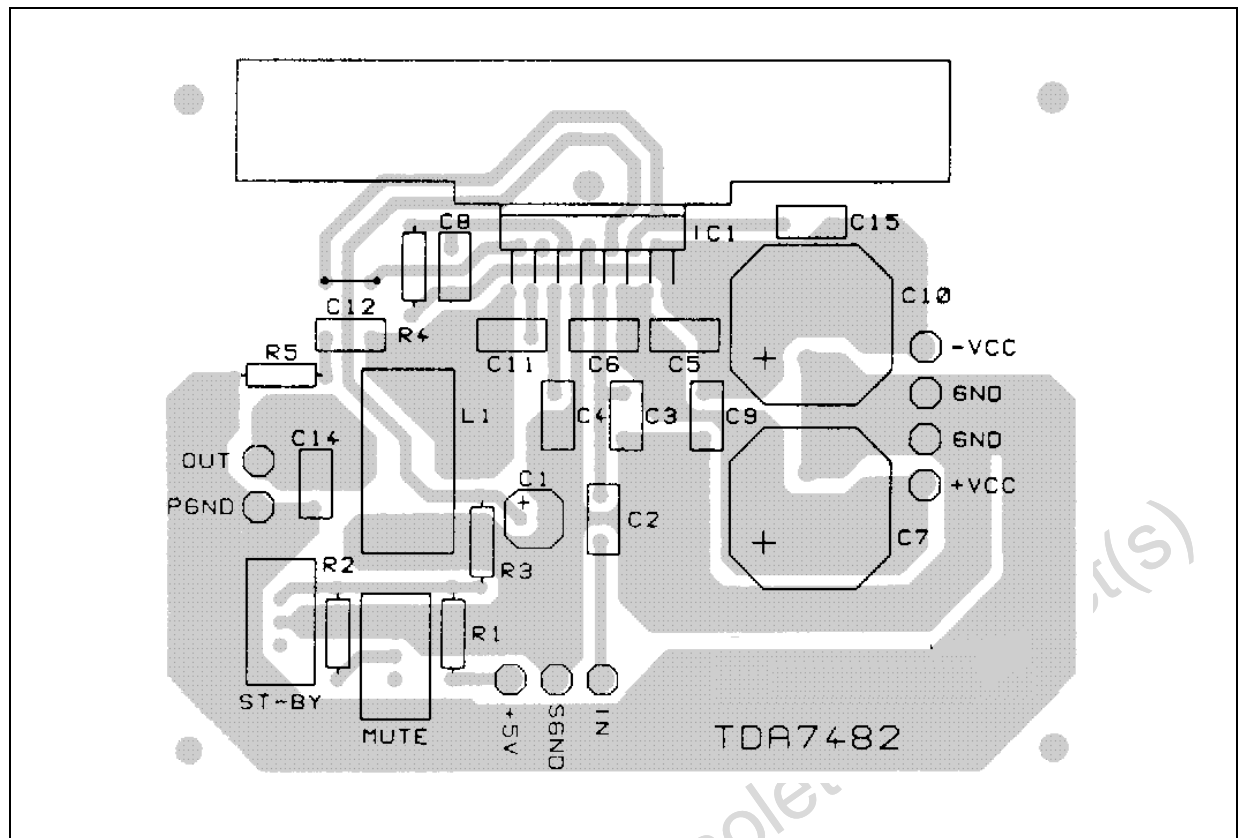 C8
IC1
C15
C10
C12
R4
R5
C11
C6
C5
-VCC
GND
GND
+VCC
L1
C4
C3
C9
C14
OUT
PGND
C1
C2
C7
R2
R3
R1
ST-BY
MUTE
+5V
SGND
IN
TDA7482